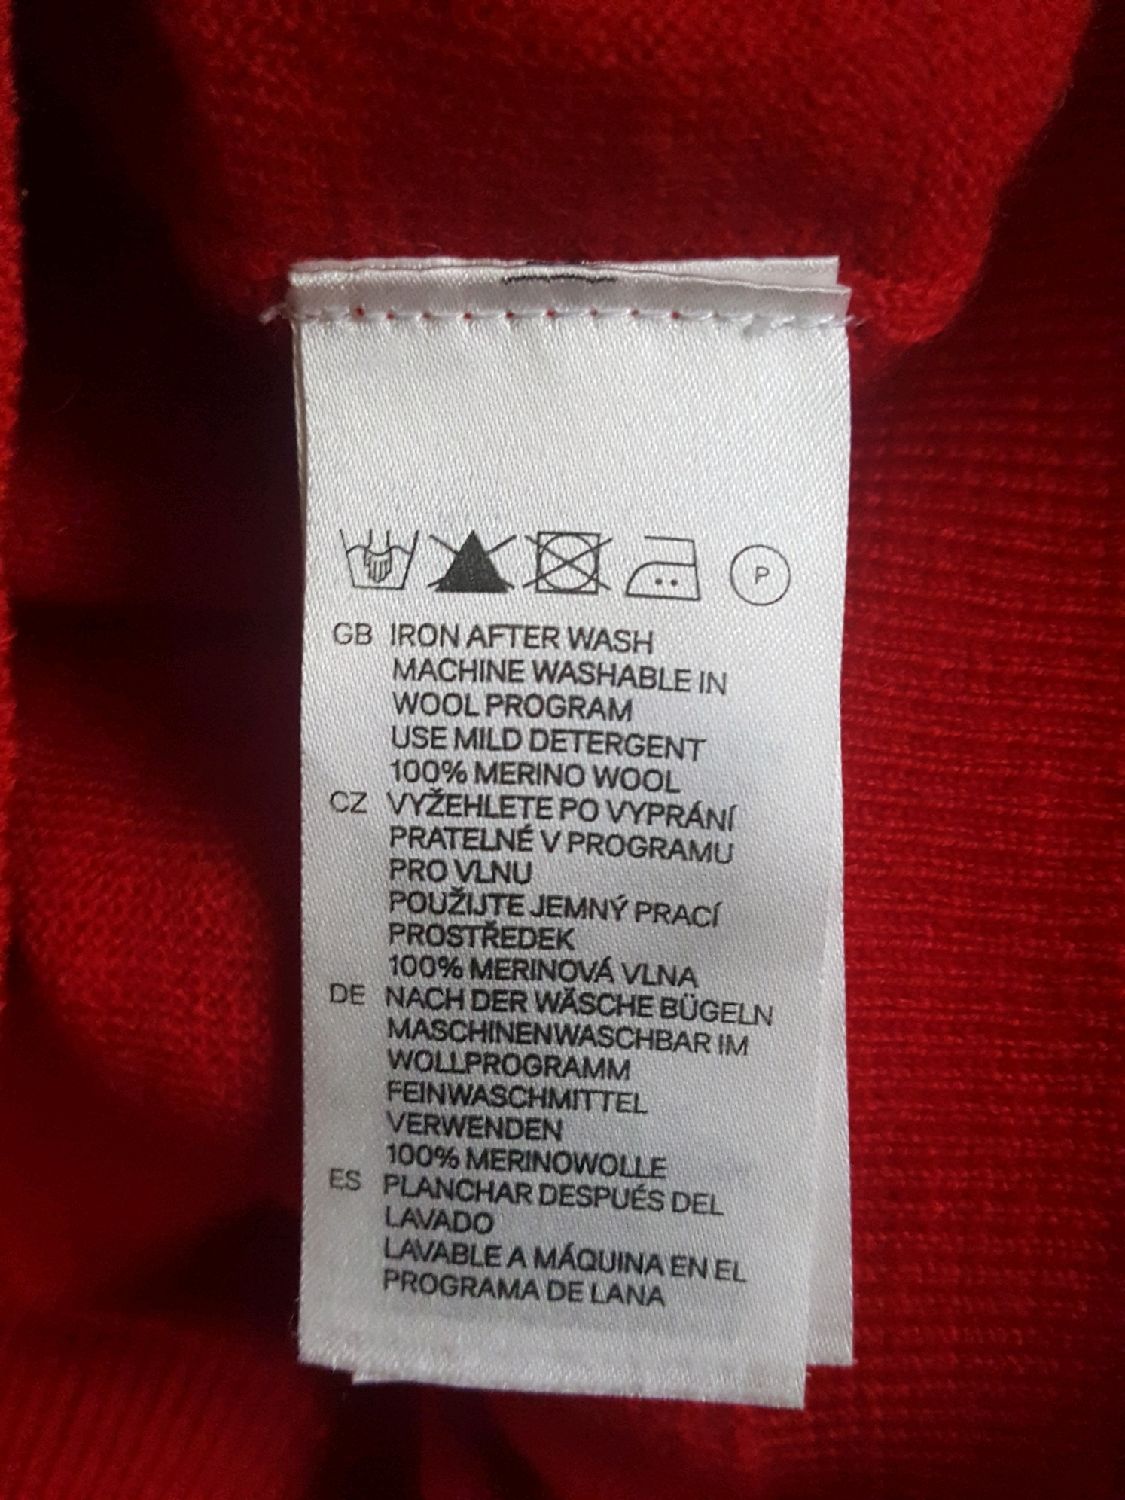 P
GB IRON AFTER WASH
MACHINE WASHABLE IN
WOOL PROGRAM
USE MILD DETERGENT
100% MERINO WOOL
CZ VYŽEHLETE PO VYPRÁNÍ
PRATELNÉ V PROGRAMU
PRO VLNU
POUŽIJTE JEMNÝ PRACÍ
PROSTŘEDEK
100% MERINOVÁ VLNA
DE NACH DER WÄSCHE BÜGELN
MASCHINENWASCHBAR IM
WOLLPROGRAMM
FEINWASCHMITTEL
VERWENDEN
100% MERINOWOLLE
ES PLANCHAR DESPUÉS DEL
LAVADO
LAVABLE A MÁQUINA EN EL
PROGRAMA DE LANA